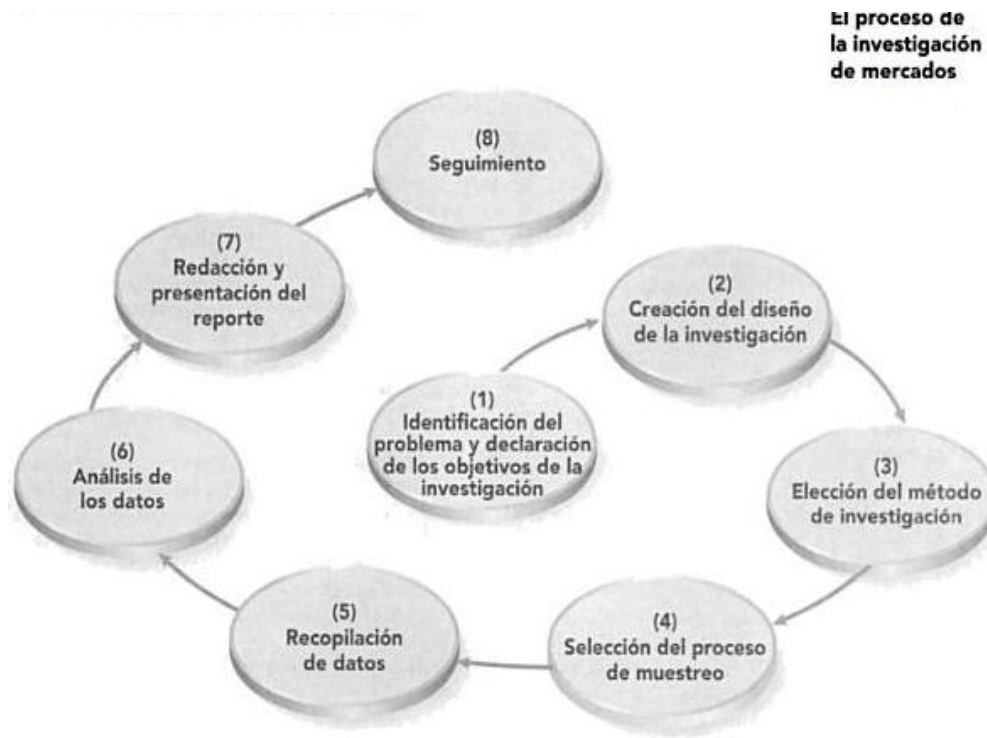 El proceso de
la investigación
de mercados
(8)
Seguimiento
(7)
Redacción y
presentación del
reporte
(2)
Creación del diseño
de la investigación
(1)
Identificación del
problema y declaración
de los objetivos de la
investigación
(6)
Análisis de
los datos
(3)
Elección del método
de investigación
(5)
Recopilación
de datos
(4)
Selección del proceso
de muestreo